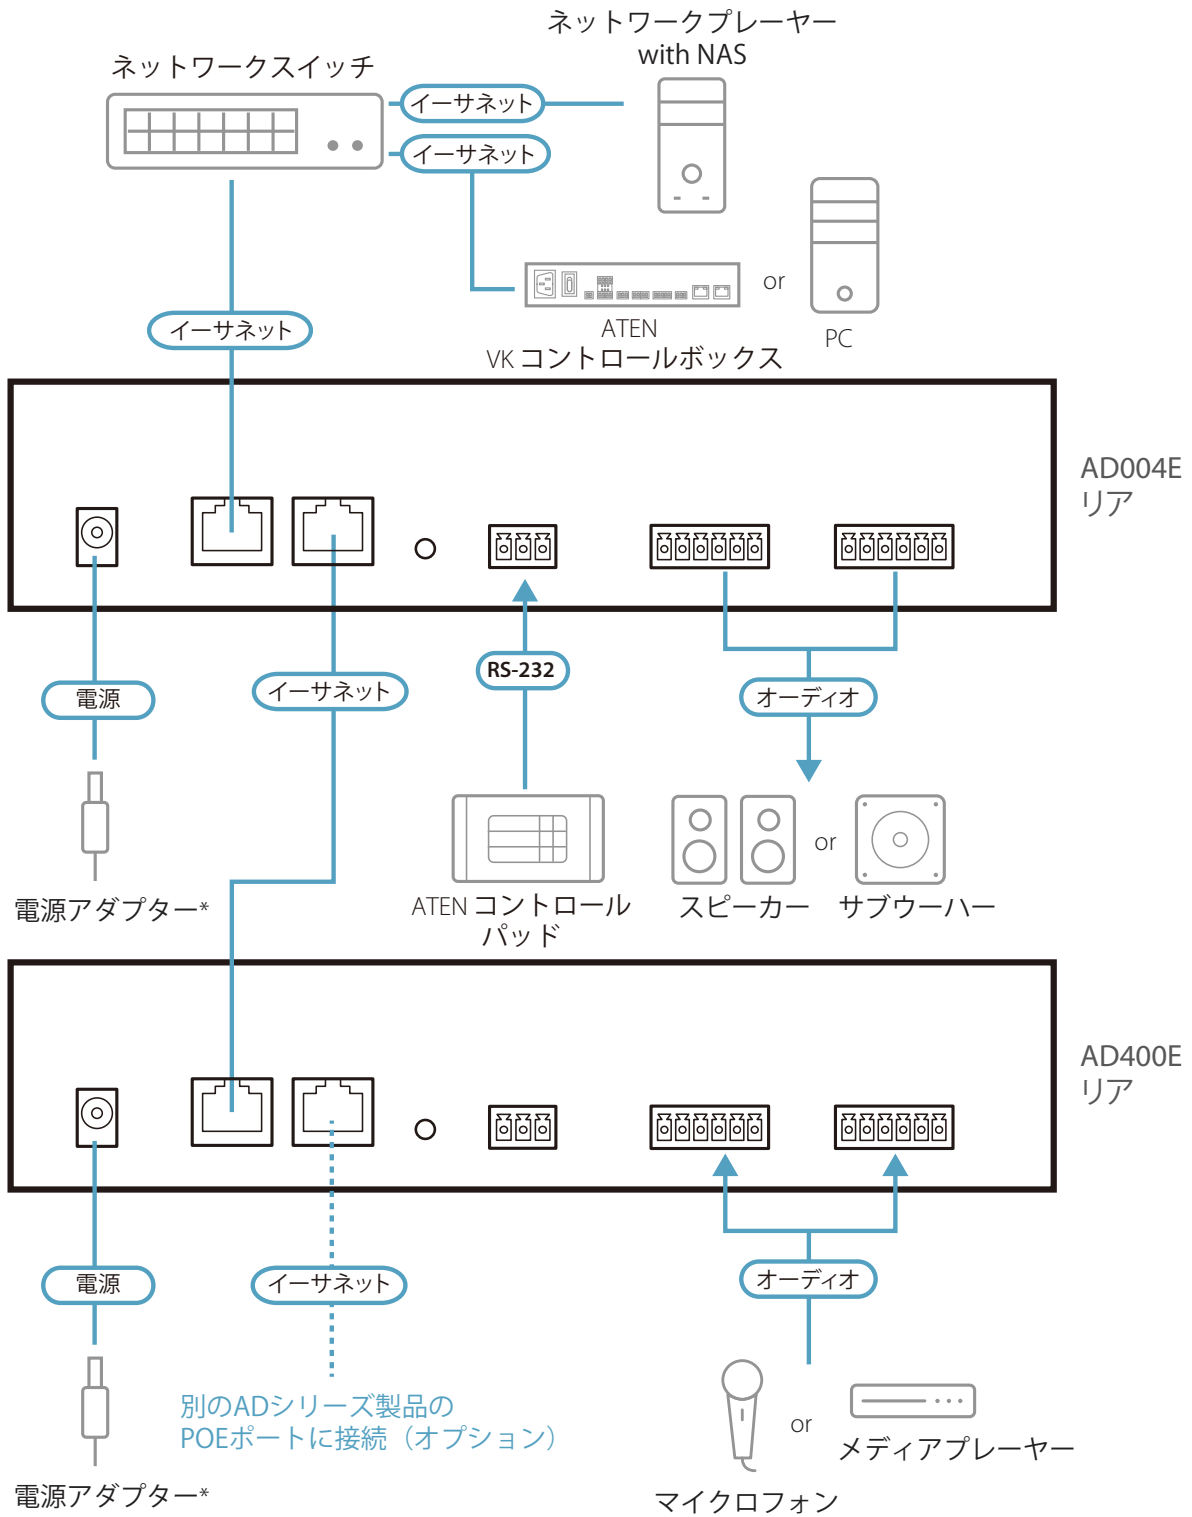 ネットワークプレーヤー
with NAS
ネットワークスイッチ
イーサネット
イーサネット
or
ATEN
VK コントロールボックス
PC
イーサネット
AD004E
リア
RS-232
電源
イーサネット
オーディオ
or
電源アダプター*
ATEN コントロール
パッド
スピーカー
サブウーハー
AD400E
リア
電源
イーサネット
オーディオ
別のADシリーズ製品の
POEポートに接続（オプション）
or
メディアプレーヤー
電源アダプター*
マイクロフォン